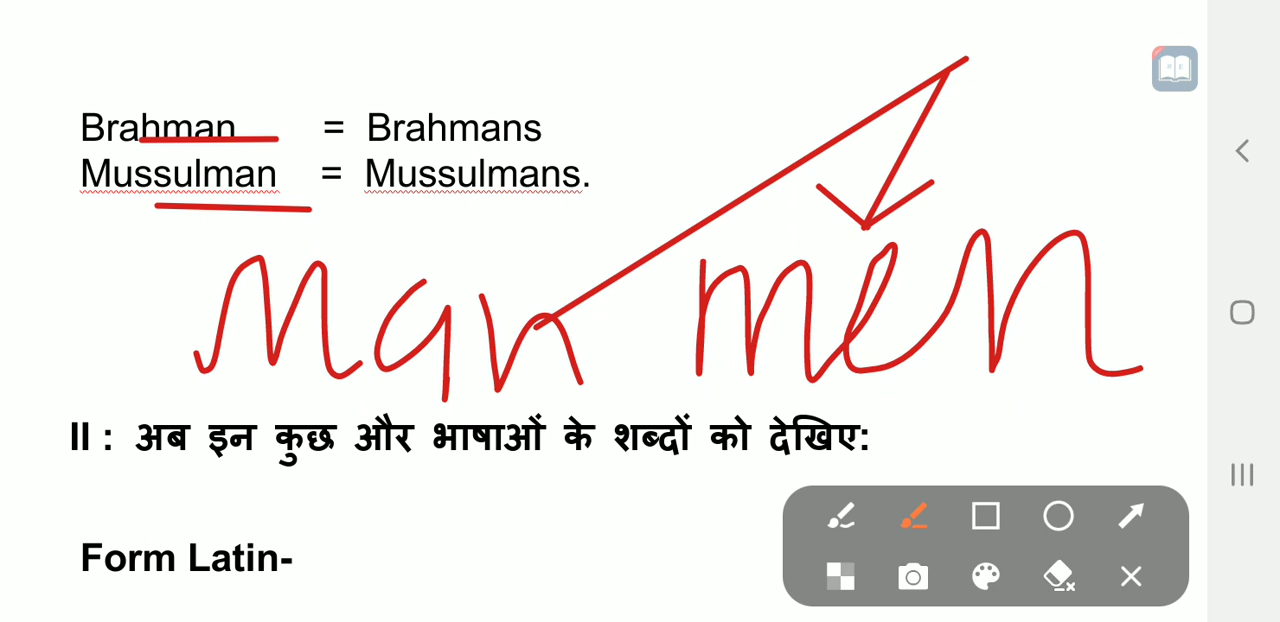 Brahman = Brahmans
Mussulman = Mussulmans.
Man men
II : अब इन कुछ और भाषाओं के शब्दों को देखिए:
Form Latin-